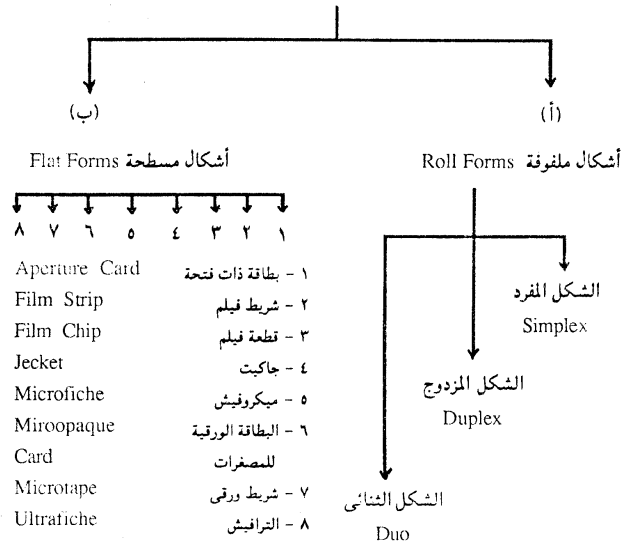 (أ)
أشكال ملفوفة Roll Forms
الشكل المفرد
Simplex
الشكل المزدوج
Duplex
الشكل الثنائى
Duo
(ب)
أشكال مسطحة Flat Forms
١ ٢ ٣ ٤ ٥ ٦ ٧ ٨
١ - بطاقة ذات فتحة Aperture Card
٢ - شريط فيلم Film Strip
٣ - قطعة فيلم Film Chip
٤ - جاكيت Jecket
٥ - ميكروفيش Microfiche
٦ - البطاقة الورقية Miroopaque
للمصغرات Card
٧ - شريط ورقى Microtape
٨ - الترافيش Ultrafiche